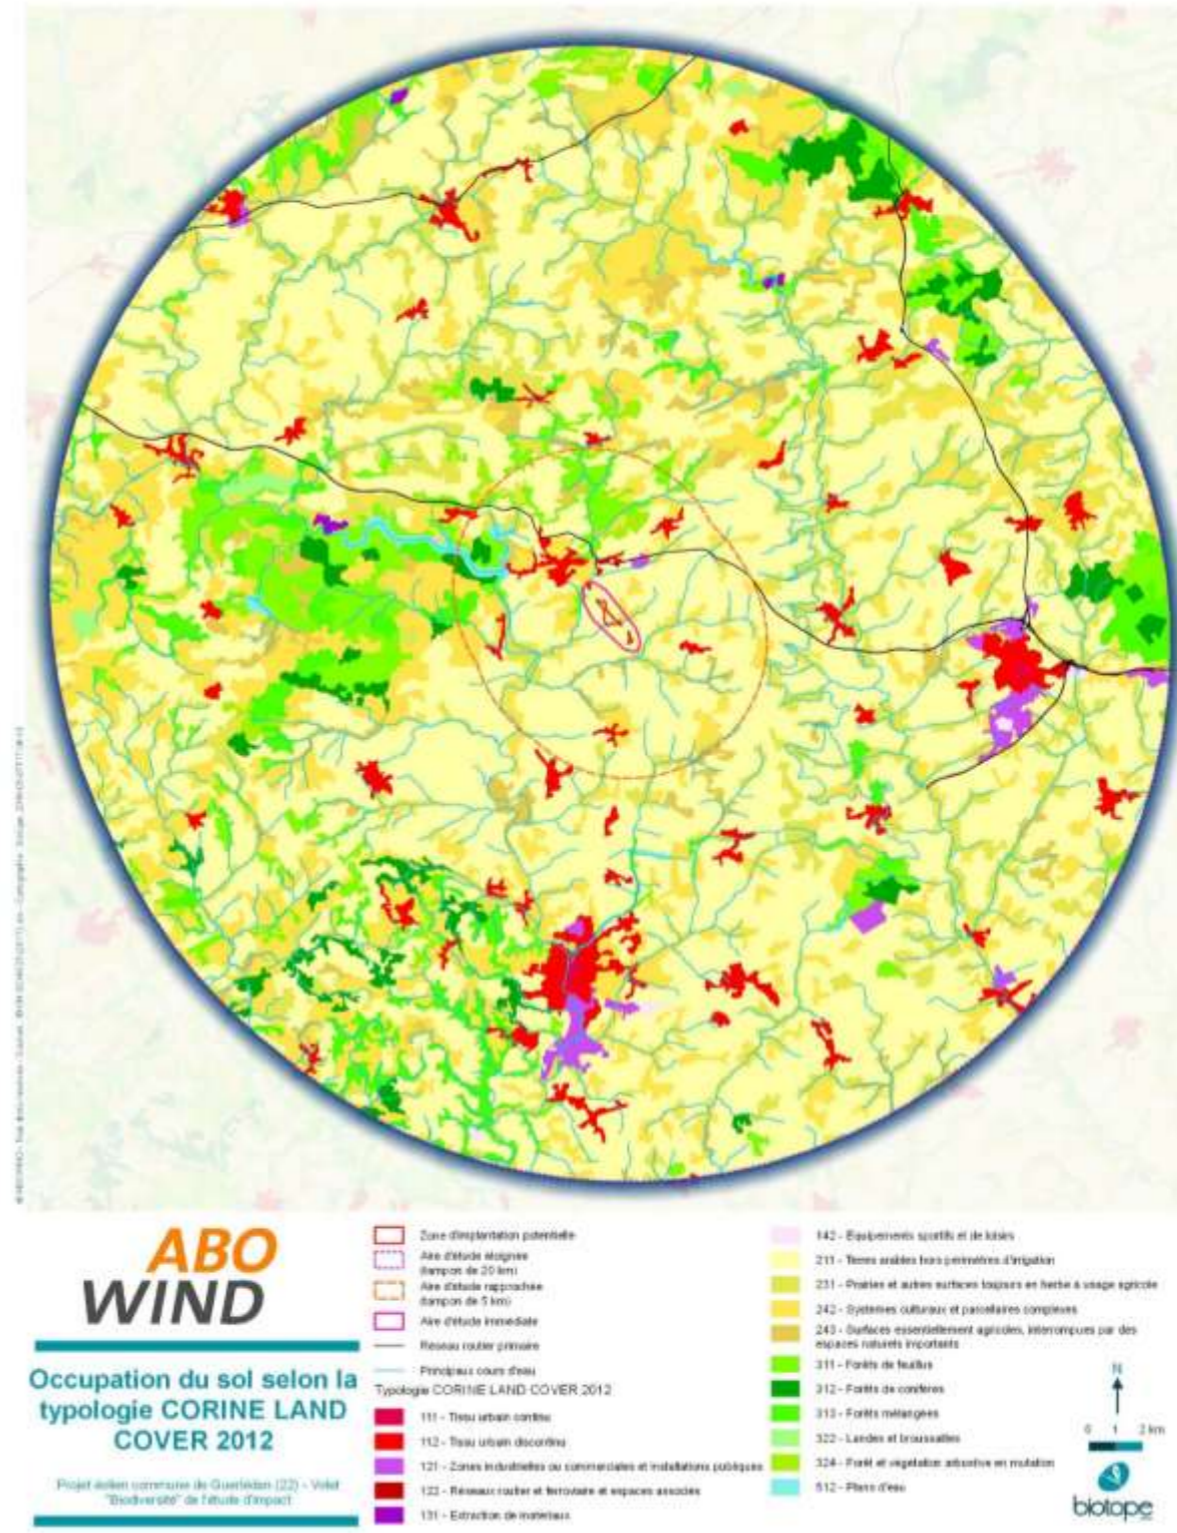 ABO
WIND
Occupation du sol selon la
typologie CORINE LAND
COVER 2012
Projet éolien commune de Guerlédan (22) - Volet
"Biodiversité" de l'étude d'impact
Zone d'implantation potentielle
Aire d'étude éloignée
(tampon de 20 km)
Aire d'étude rapprochée
(tampon de 5 km)
Aire d'étude immédiate
Réseau routier primaire
Principaux cours d'eau
Typologie CORINE LAND COVER 2012
111 - Tissu urbain continu
112 - Tissu urbain discontinu
121 - Zones industrielles ou commerciales et installations publiques
122 - Réseaux routier et ferroviaire et espaces associés
131 - Extraction de matériaux
142 - Equipements sportifs et de loisirs
211 - Terres arables hors périmètres d'irrigation
231 - Prairies et autres surfaces toujours en herbe à usage agricole
242 - Systèmes culturaux et parcellaires complexes
243 - Surfaces essentiellement agricoles, interrompues par des
espaces naturels importants
311 - Forêts de feuillus
312 - Forêts de conifères
313 - Forêts mélangées
322 - Landes et broussailles
324 - Forêt et végétation arbustive en mutation
512 - Plans d'eau
N
0 1 2 km
biotope